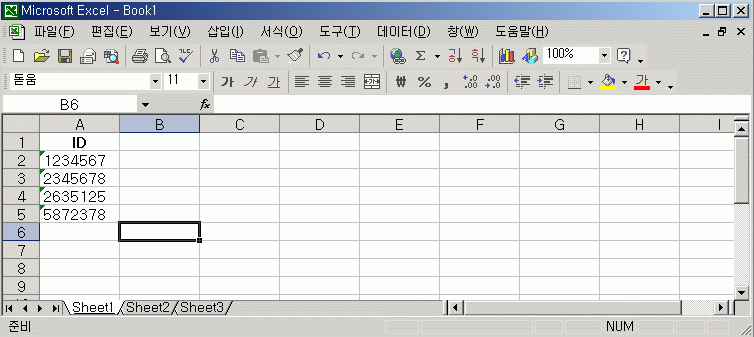 Microsoft Excel - Book1
파일(F) 편집(E) 보기(V) 삽입(I) 서식(O) 도구(T) 데이터(D) 창(W) 도움말(H)
100%
돋움 11 가 가 가 % , 가
B6 fx
A B C D E F G H I
1 ID
2 1234567
3 2345678
4 2635125
5 5872378
6
7
8
9
Sheet1 Sheet2 Sheet3
준비 NUM